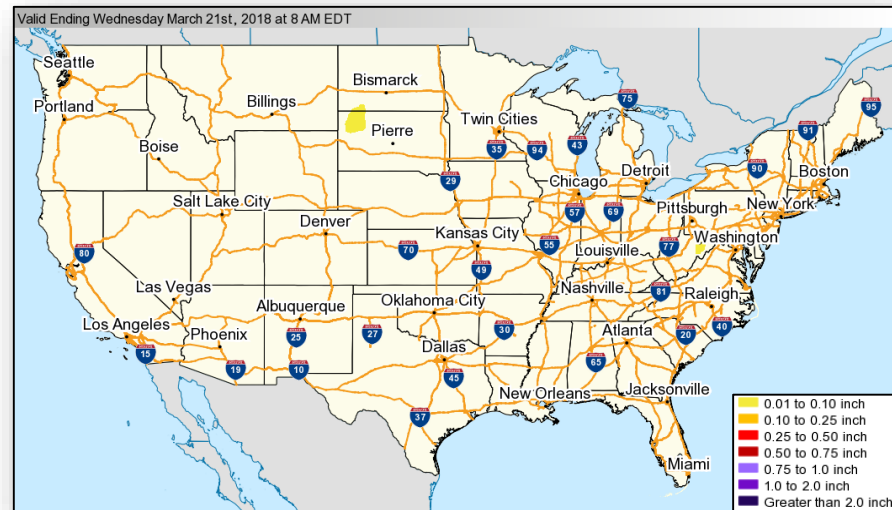 Valid Ending Wednesday March 21st, 2018 at 8 AM EDT
Seattle
Bismarck
75
Portland
Billings
95
Twin Cities
Pierre
91
Boise
35
94
43
90
Detroit
Boston
29
Chicago
Salt Lake City
57
69
Pittsburgh
New York
Denver
Kansas City
Washington
80
70
55
77
Louisville
49
Las Vegas
Nashville
81
Raleigh
Albuquerque
Oklahoma City
Los Angeles
Phoenix
25
27
30
Atlanta
20
40
15
Dallas
65
19
10
45
New Orleans
Jacksonville
37
Miami
0.01 to 0.10 inch
0.10 to 0.25 inch
0.25 to 0.50 inch
0.50 to 0.75 inch
0.75 to 1.0 inch
1.0 to 2.0 inch
Greater than 2.0 inch